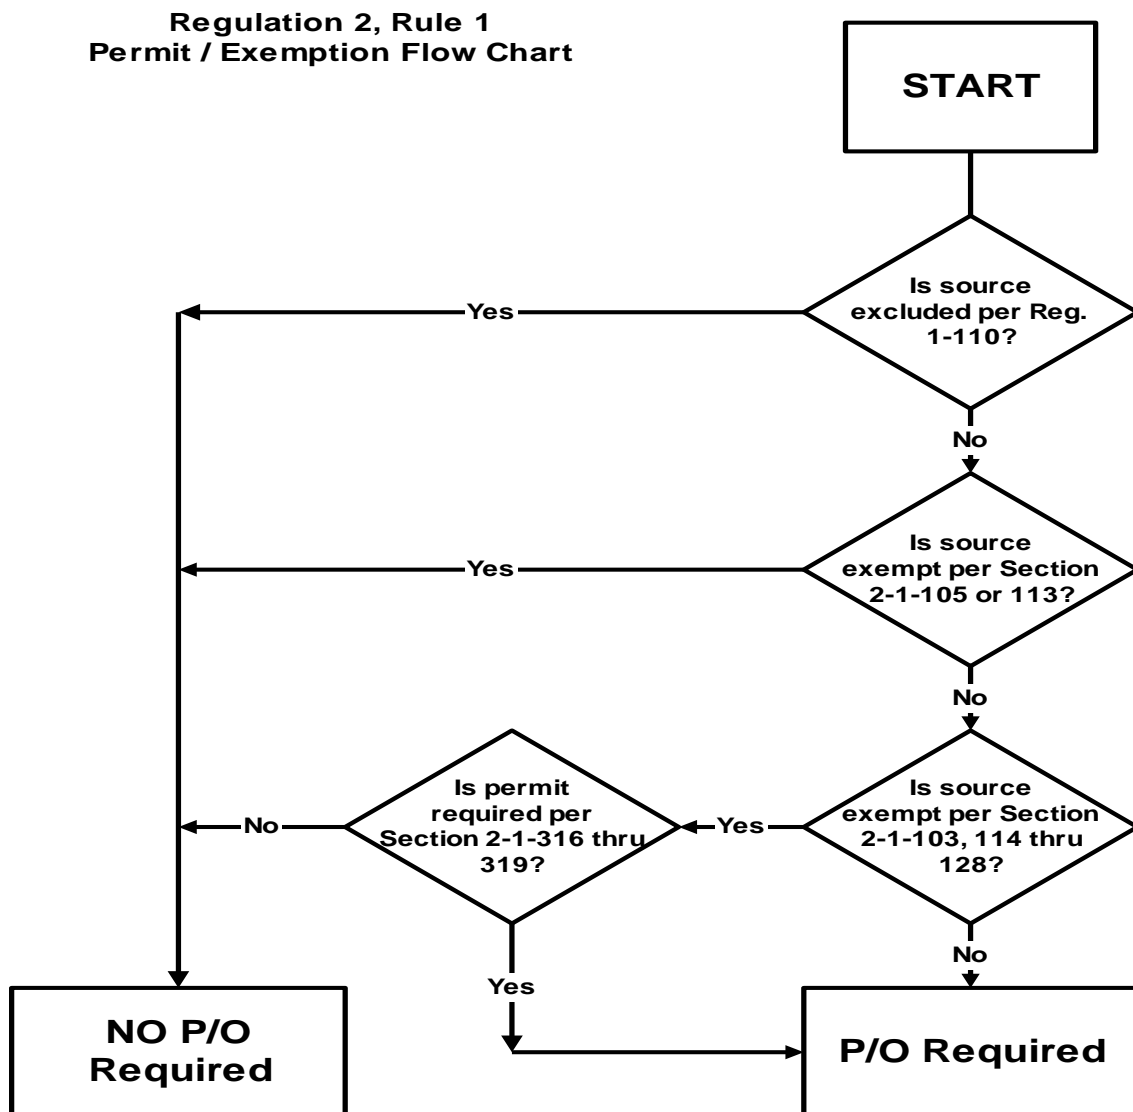 Regulation 2, Rule 1
Permit / Exemption Flow Chart
START
Is source
excluded per Reg.
1-110?
Yes
No
Is source
exempt per Section
2-1-105 or 113?
Yes
No
Is source
exempt per Section
2-1-103, 114 thru
128?
Yes
Is permit
required per
Section 2-1-316 thru
319?
No
Yes
No
NO P/O
Required
P/O Required